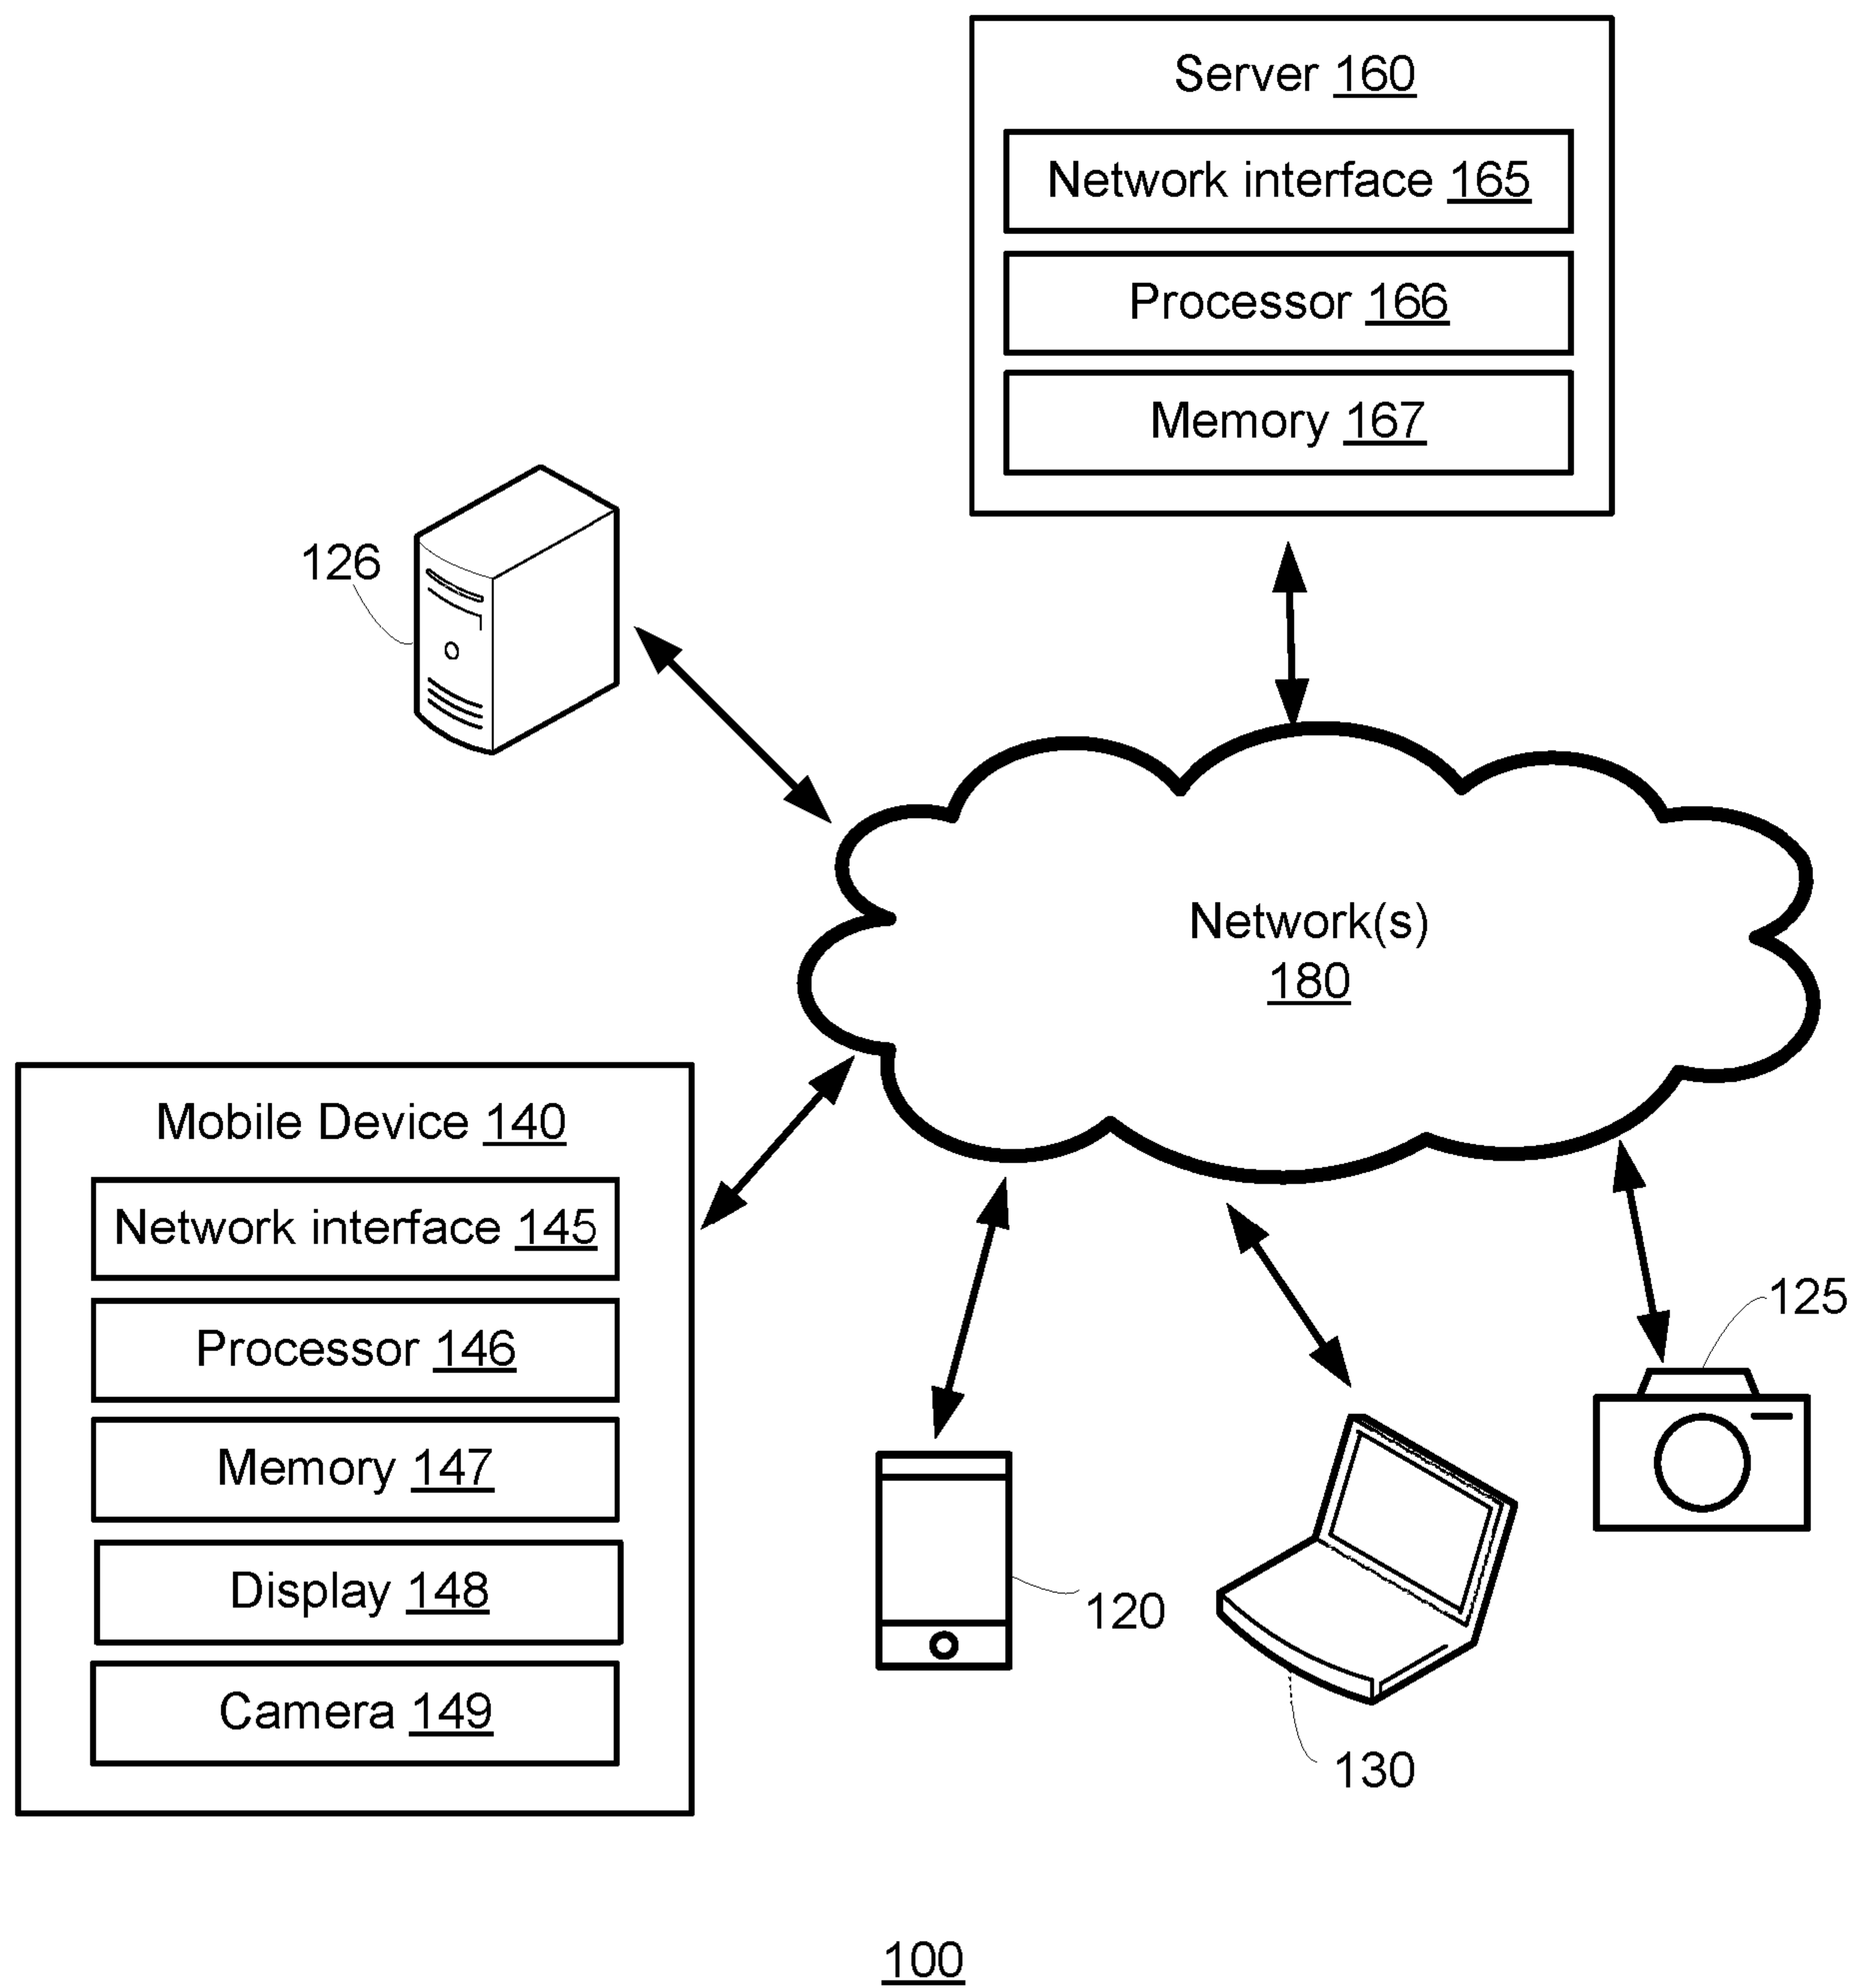 Server 160
Network interface 165
Processor 166
Memory 167
126
Network(s)
180
Mobile Device 140
Network interface 145
Processor 146
Memory 147
Display 148
Camera 149
125
120
130
100